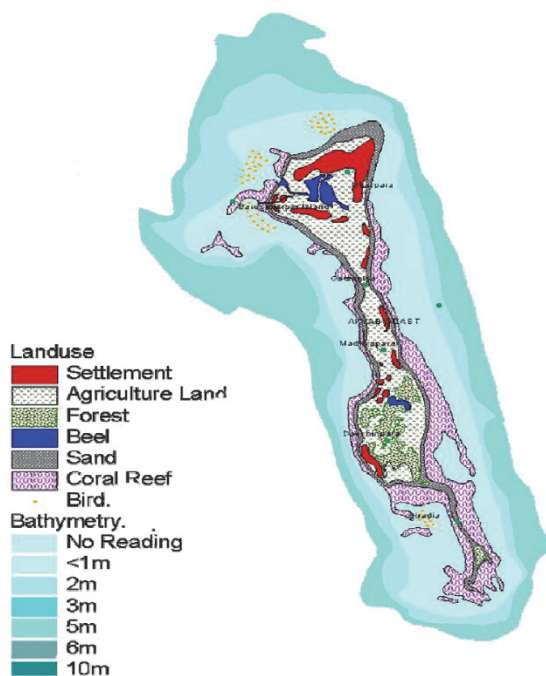 Madhyapara
Landuse
Settlement
Agriculture Land
Forest
Beel
Sand
Coral Reef
Bird.
Bathymetry.
No Reading
<1m
2m
3m
5m
6m
10m